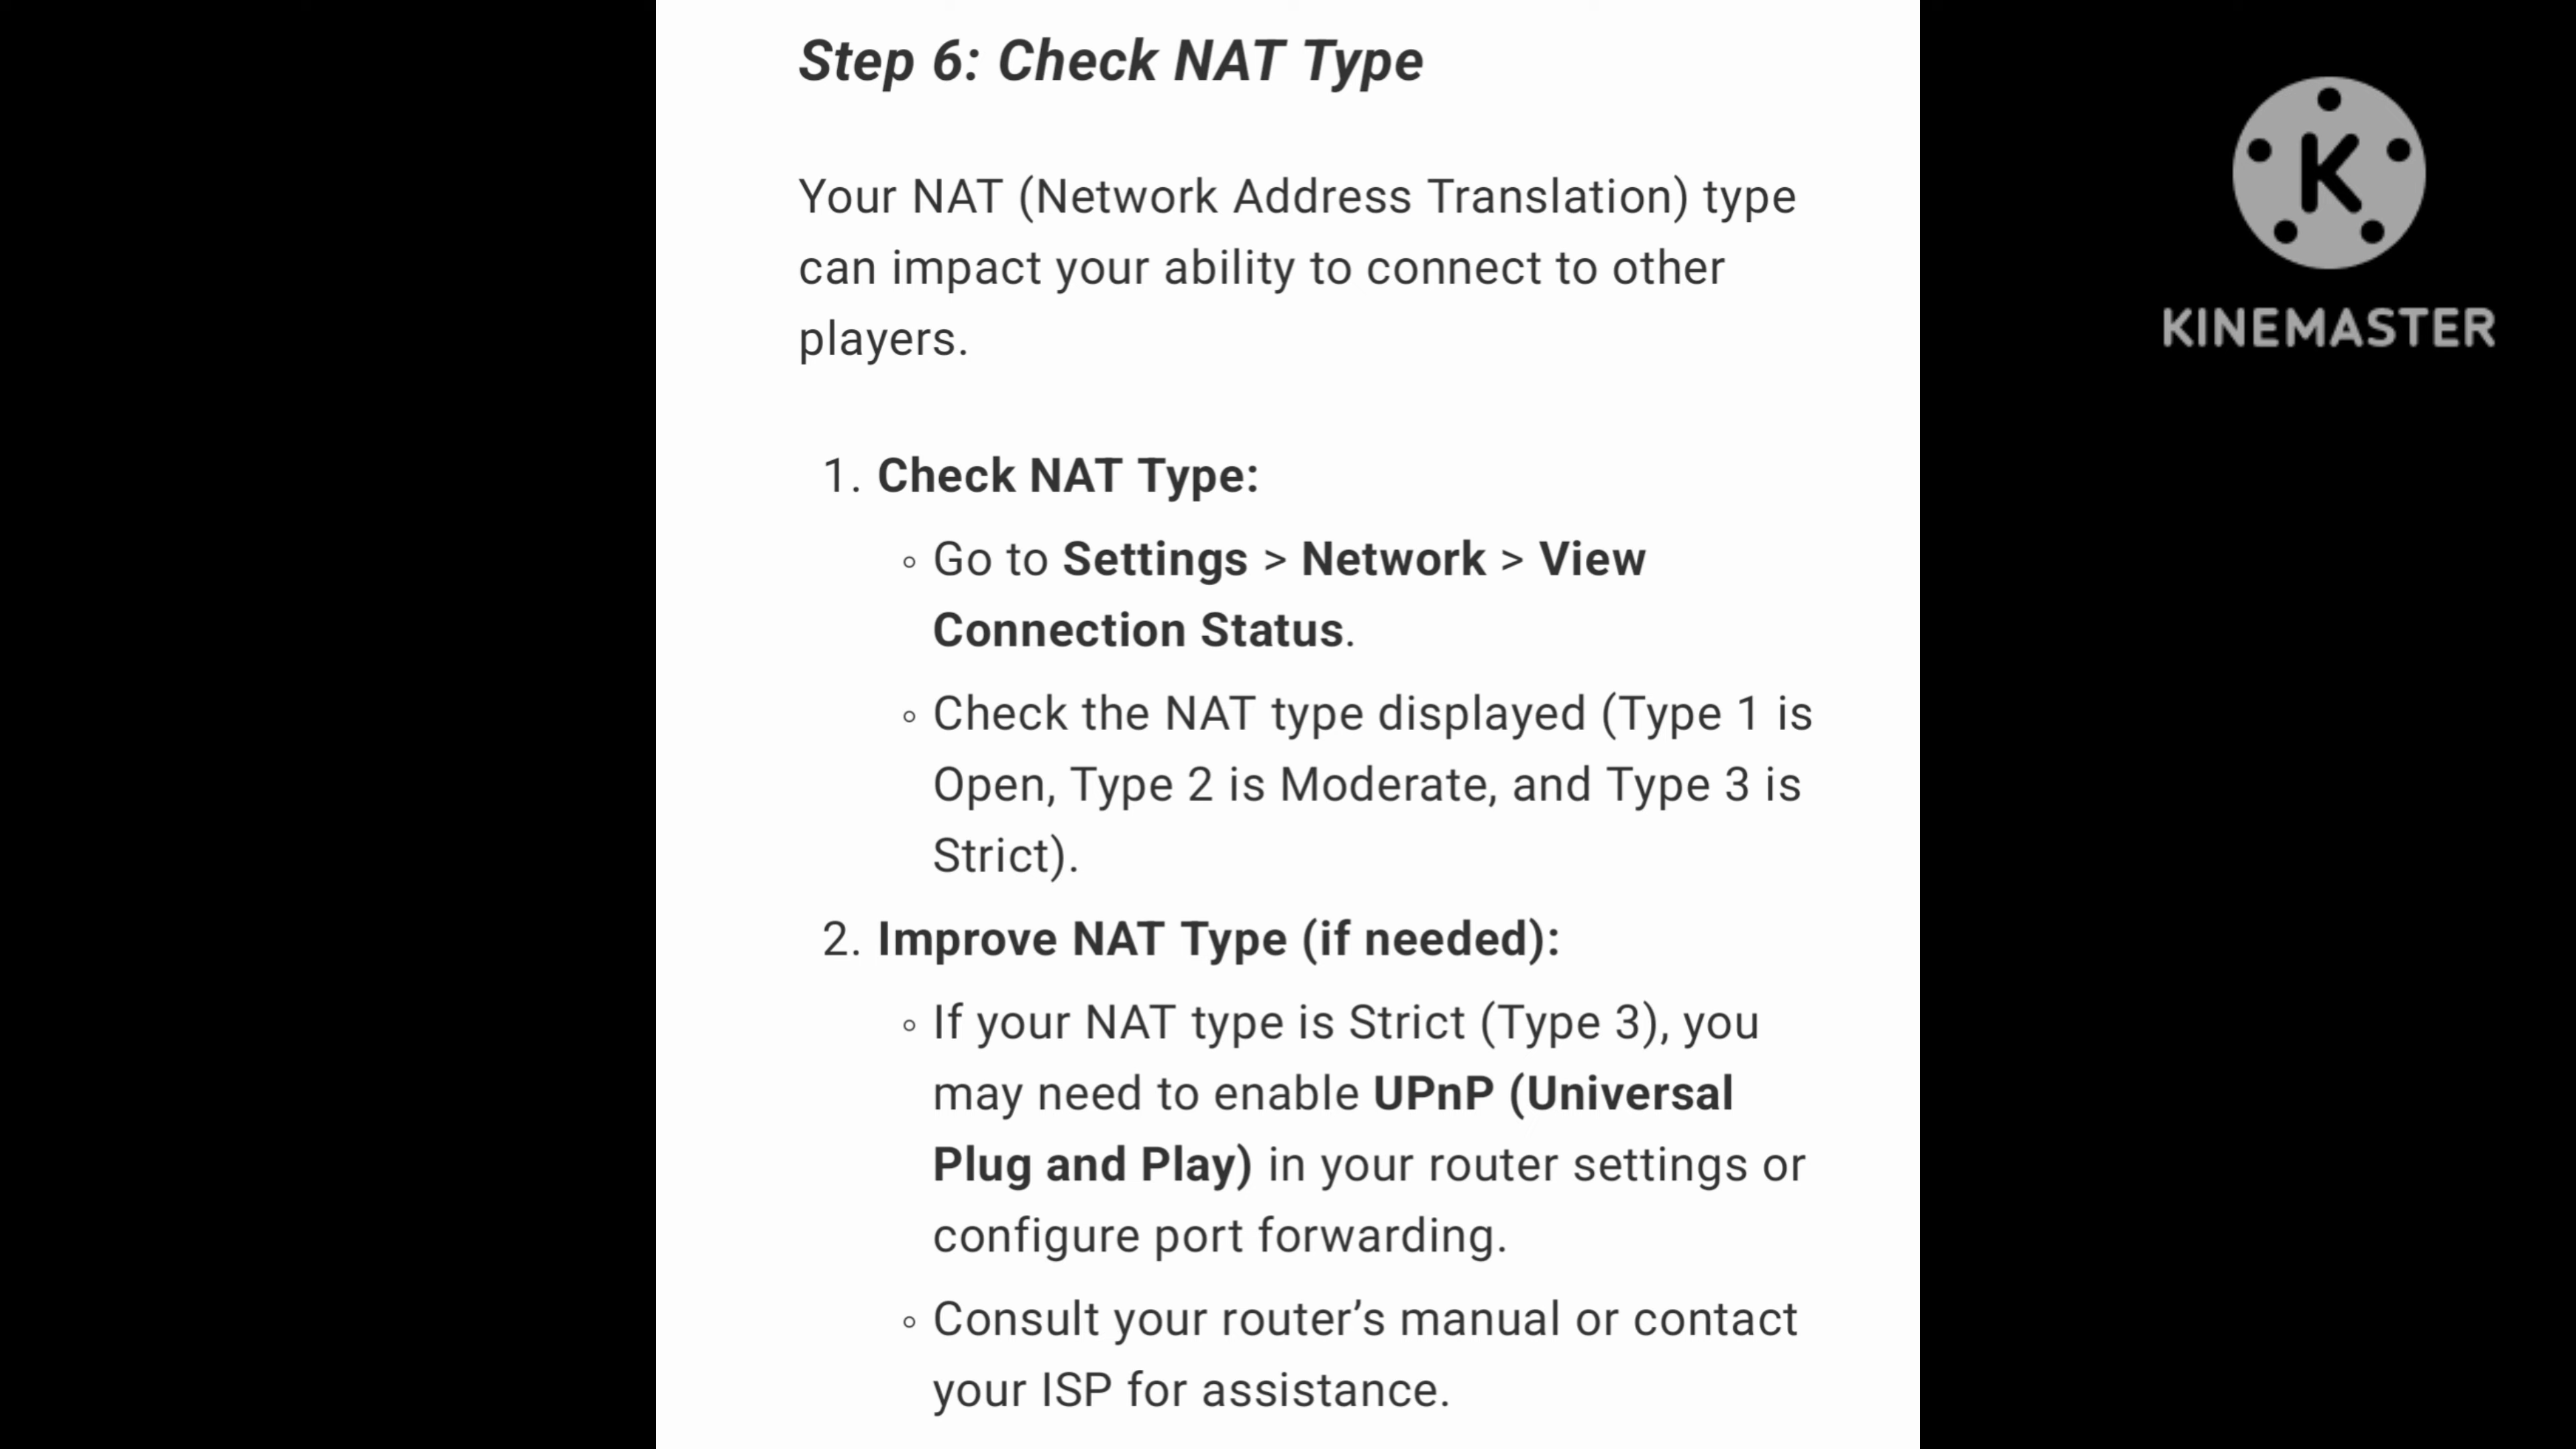 Step 6: Check NAT Type
Your NAT (Network Address Translation) type
can impact your ability to connect to other
players.
1. Check NAT Type:
◦ Go to Settings > Network > View
Connection Status.
◦ Check the NAT type displayed (Type 1 is
Open, Type 2 is Moderate, and Type 3 is
Strict).
2. Improve NAT Type (if needed):
◦ If your NAT type is Strict (Type 3), you
may need to enable UPnP (Universal
Plug and Play) in your router settings or
configure port forwarding.
◦ Consult your router’s manual or contact
your ISP for assistance.
K
KINEMASTER